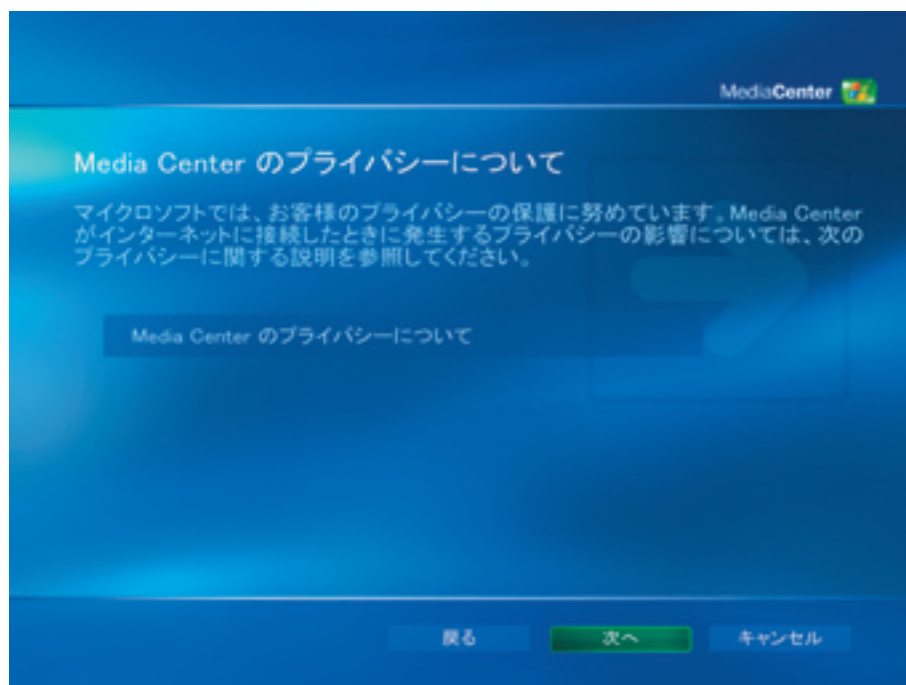 MediaCenter
Media Center のプライバシーについて
マイクロソフトでは、お客様のプライバシーの保護に努めています。Media Center
がインターネットに接続したときに発生するプライバシーの影響については、次の
プライバシーに関する説明を参照してください。
Media Center のプライバシーについて
戻る 次へ キャンセル